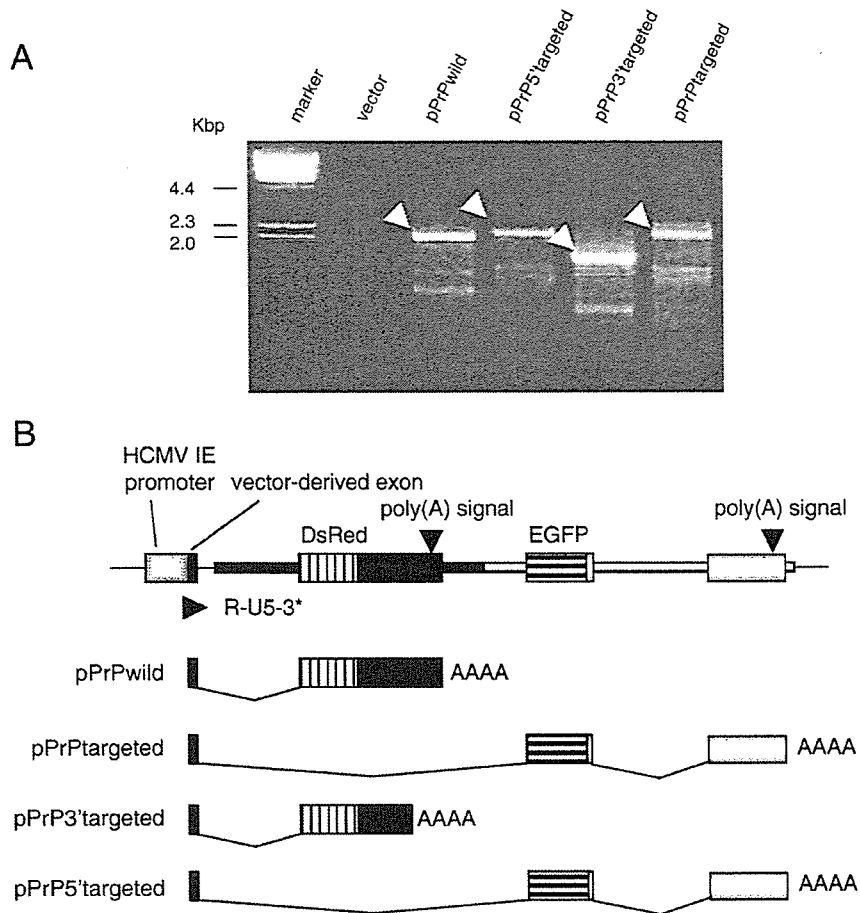 A
marker
vector
pPrPwild
pPrP5'targeted
pPrP3'targeted
pPrPtargeted
Kbp
4.4
2.3
2.0
B
HCMV IE
promoter
vector-derived exon
poly(A) signal
poly(A) signal
DsRed
EGFP
R-U5-3*
pPrPwild
AAAA
pPrPtargeted
AAAA
pPrP3'targeted
AAAA
pPrP5'targeted
AAAA